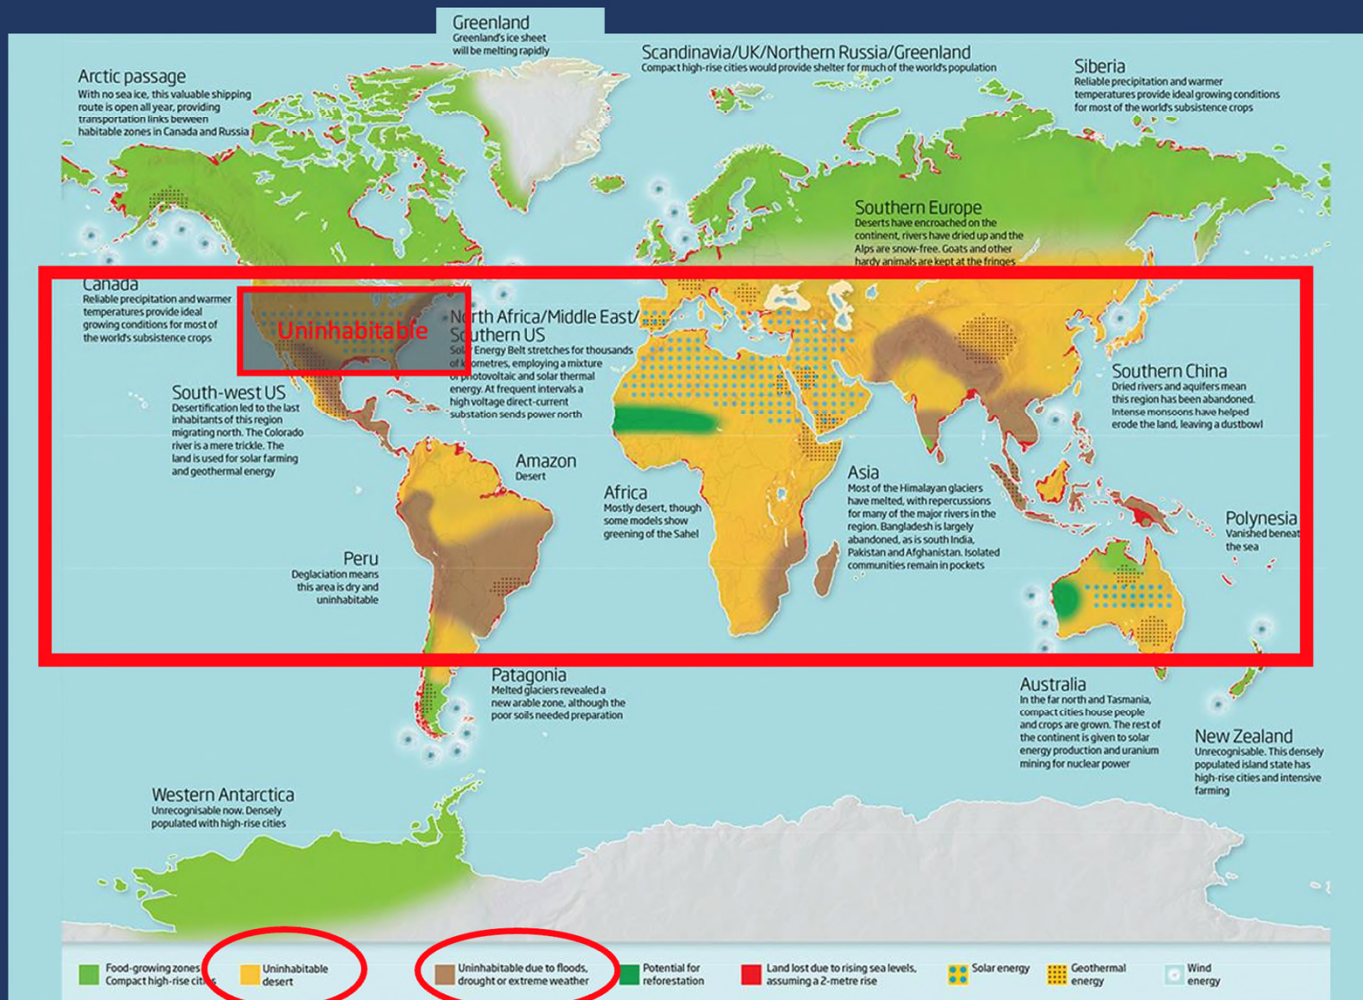 Greenland
Greenland's ice sheet
will be melting rapidly
Scandinavia/UK/Northern Russia/Greenland
Compact high-rise cities would provide shelter for much of the world's population
Arctic passage
With no sea ice, this valuable shipping
route is open all year, providing
transportation links beween
habitable zones in Canada and Russia
Siberia
Reliable precipitation and warmer
temperatures provide ideal growing conditions
for most of the world's subsistence crops
Southern Europe
Deserts have encroached on the
continent, rivers have dried up and the
Alps are snow-free. Goats and other
hardy animals are kept at the fringes
Canada
Reliable precipitation and warmer
temperatures provide ideal
growing conditions for most of
the world's subsistence crops
Uninhabitable
North Africa/Middle East/
Southern US
Solar Energy Belt stretches for thousands
of kilometres, employing a mixture
of photovoltaic and solar thermal
energy. At frequent intervals a
high voltage direct-current
substation sends power north
South-west US
Desertification led to the last
inhabitants of this region
migrating north. The Colorado
river is a mere trickle. The
land is used for solar farming
and geothermal energy
Southern China
Dried rivers and aquifers mean
this region has been abandoned.
Intense monsoons have helped
erode the land, leaving a dustbowl
Amazon
Desert
Africa
Mostly desert, though
some models show
greening of the Sahel
Asia
Most of the Himalayan glaciers
have melted, with repercussions
for many of the major rivers in the
region. Bangladesh is largely
abandoned, as is south India,
Pakistan and Afghanistan. Isolated
communities remain in pockets
Polynesia
Vanished beneat
the sea
Peru
Deglaciation means
this area is dry and
uninhabitable
Patagonia
Melted glaciers revealed a
new arable zone, although the
poor soils needed preparation
Australia
In the far north and Tasmania,
compact cities house people
and crops are grown. The rest of
the continent is given to solar
energy production and uranium
mining for nuclear power
New Zealand
Unrecognisable. This densely
populated island state has
high-rise cities and intensive
farming
Western Antarctica
Unrecognisable now. Densely
populated with high-rise cities
Food-growing zones
Compact high-rise cities
Uninhabitable
desert
Uninhabitable due to floods,
drought or extreme weather
Potential for
reforestation
Land lost due to rising sea levels,
assuming a 2-metre rise
Solar energy
Geothermal
energy
Wind
energy